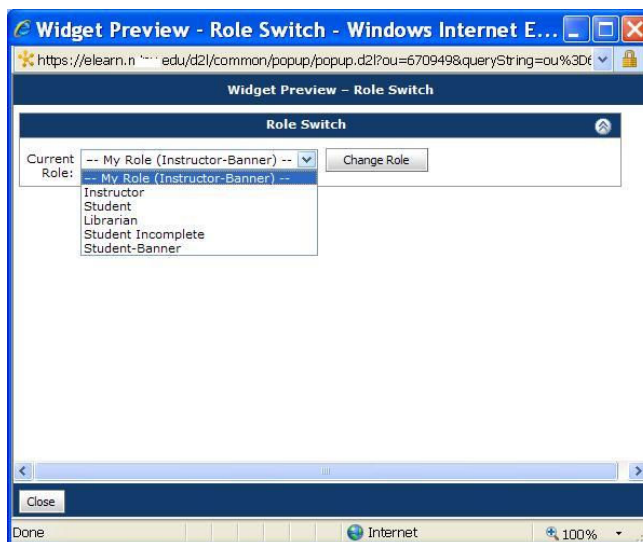 Widget Preview - Role Switch - Windows Internet E...
https://elearn.n edu/d2l/common/popup/popup.d2l?ou=670949&queryString=ou%3D6
Widget Preview – Role Switch
Role Switch
Current Role:
-- My Role (Instructor-Banner) --
Change Role
-- My Role (Instructor-Banner) --
Instructor
Student
Librarian
Student Incomplete
Student-Banner
Close
Done
Internet
100%